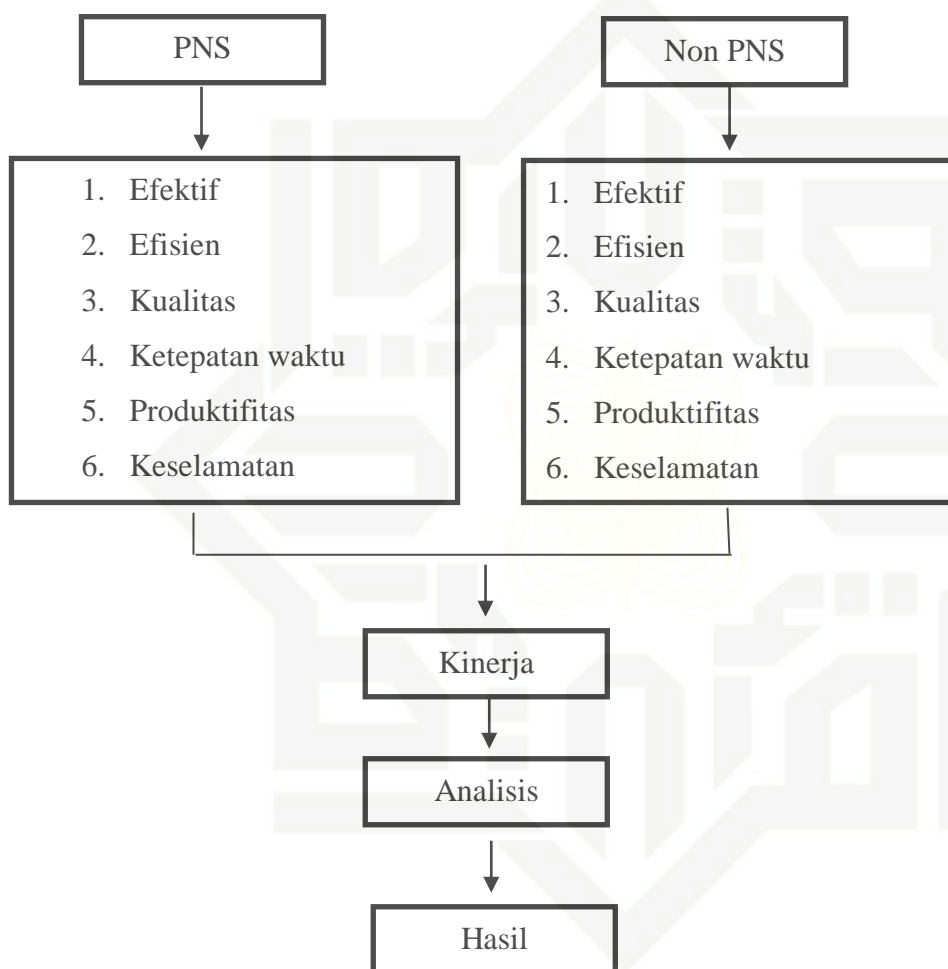 PNS
Non PNS
1. Efektif
2. Efisien
3. Kualitas
4. Ketepatan waktu
5. Produktifitas
6. Keselamatan
1. Efektif
2. Efisien
3. Kualitas
4. Ketepatan waktu
5. Produktifitas
6. Keselamatan
Kinerja
Analisis
Hasil